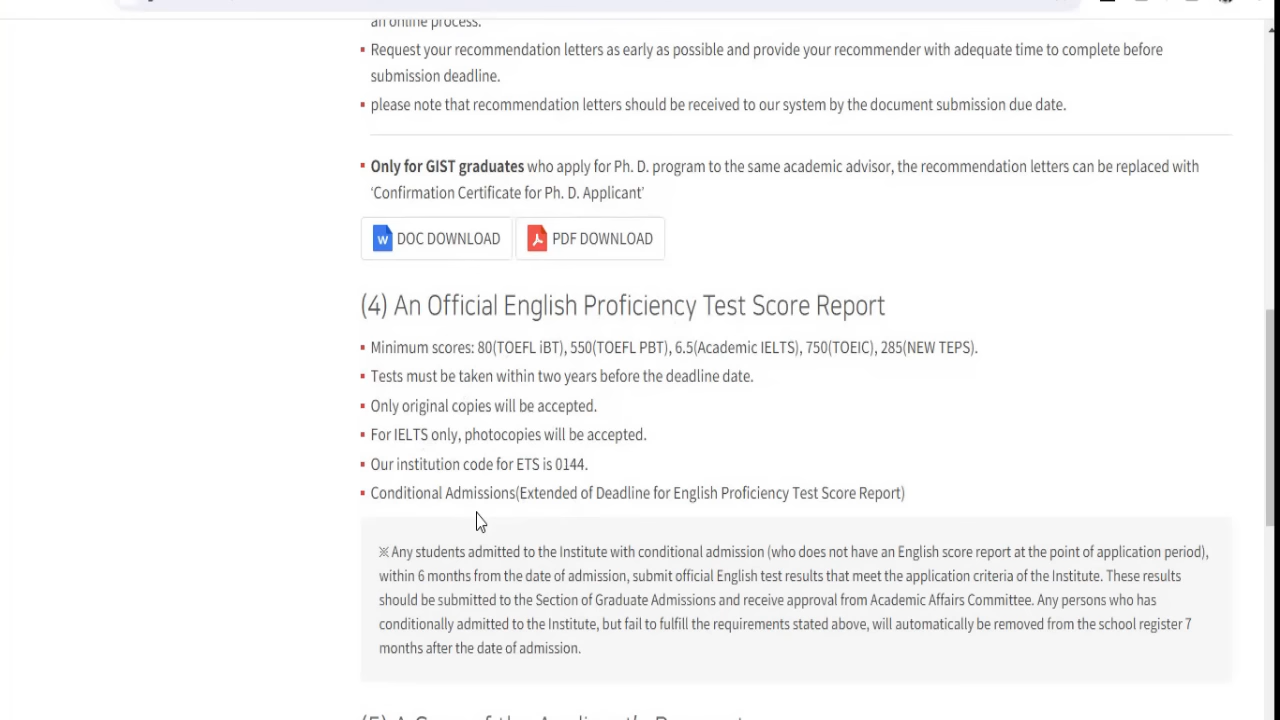 an online process.
Request your recommendation letters as early as possible and provide your recommender with adequate time to complete before
submission deadline.
please note that recommendation letters should be received to our system by the document submission due date.
Only for GIST graduates who apply for Ph. D. program to the same academic advisor, the recommendation letters can be replaced with
‘Confirmation Certificate for Ph. D. Applicant’
DOC DOWNLOAD PDF DOWNLOAD
(4) An Official English Proficiency Test Score Report
Minimum scores: 80(TOEFL iBT), 550(TOEFL PBT), 6.5(Academic IELTS), 750(TOEIC), 285(NEW TEPS).
Tests must be taken within two years before the deadline date.
Only original copies will be accepted.
For IELTS only, photocopies will be accepted.
Our institution code for ETS is 0144.
Conditional Admissions(Extended of Deadline for English Proficiency Test Score Report)
※ Any students admitted to the Institute with conditional admission (who does not have an English score report at the point of application period),
within 6 months from the date of admission, submit official English test results that meet the application criteria of the Institute. These results
should be submitted to the Section of Graduate Admissions and receive approval from Academic Affairs Committee. Any persons who has
conditionally admitted to the Institute, but fail to fulfill the requirements stated above, will automatically be removed from the school register 7
months after the date of admission.
(5) A Copy of the Applicant’s Passport